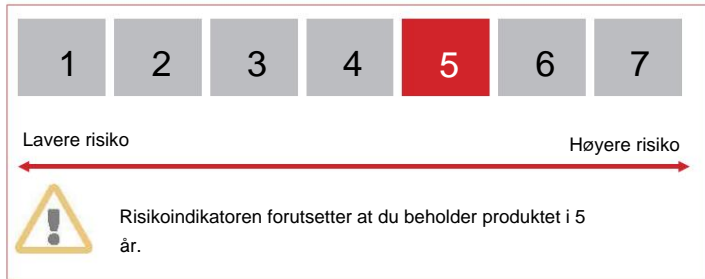 1 2 3 4 5 6 7
Lavere risiko Høyere risiko
Risikoindikatoren forutsetter at du beholder produktet i 5
år.